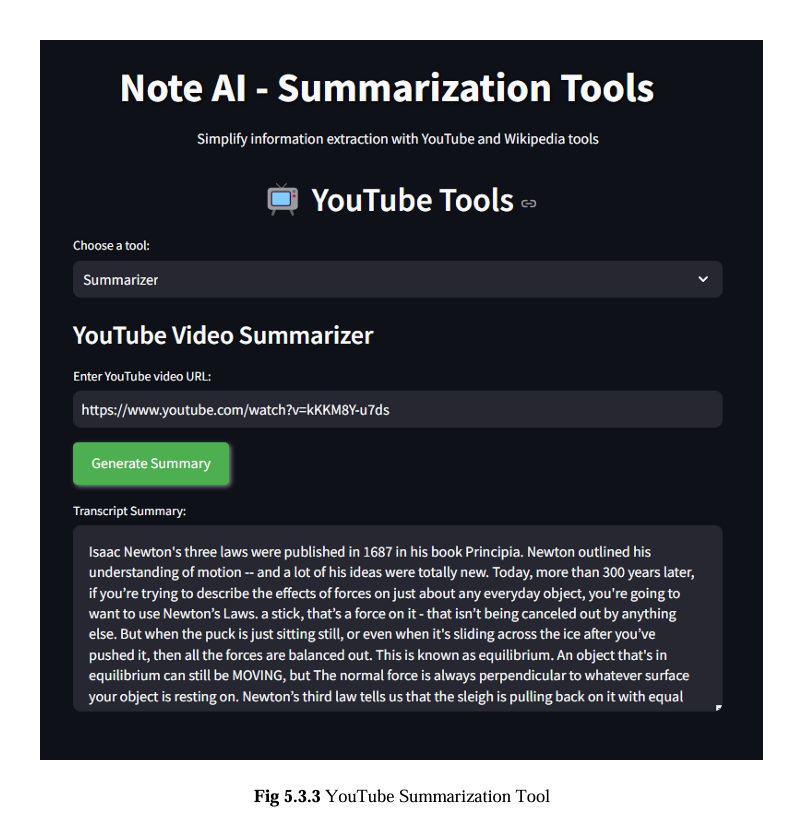 Note AI - Summarization Tools
Simplify information extraction with YouTube and Wikipedia tools
YouTube Tools
Choose a tool:
Summarizer
YouTube Video Summarizer
Enter YouTube video URL:
https://www.youtube.com/watch?v=kKKM8Y-u7ds
Generate Summary
Transcript Summary:
Isaac Newton's three laws were published in 1687 in his book Principia. Newton outlined his
understanding of motion -- and a lot of his ideas were totally new. Today, more than 300 years later,
if you’re trying to describe the effects of forces on just about any everyday object, you're going to
want to use Newton’s Laws. a stick, that’s a force on it - that isn’t being canceled out by anything
else. But when the puck is just sitting still, or even when it's sliding across the ice after you’ve
pushed it, then all the forces are balanced out. This is known as equilibrium. An object that's in
equilibrium can still be MOVING, but The normal force is always perpendicular to whatever surface
your object is resting on. Newton’s third law tells us that the sleigh is pulling back on it with equal
Fig 5.3.3 YouTube Summarization Tool